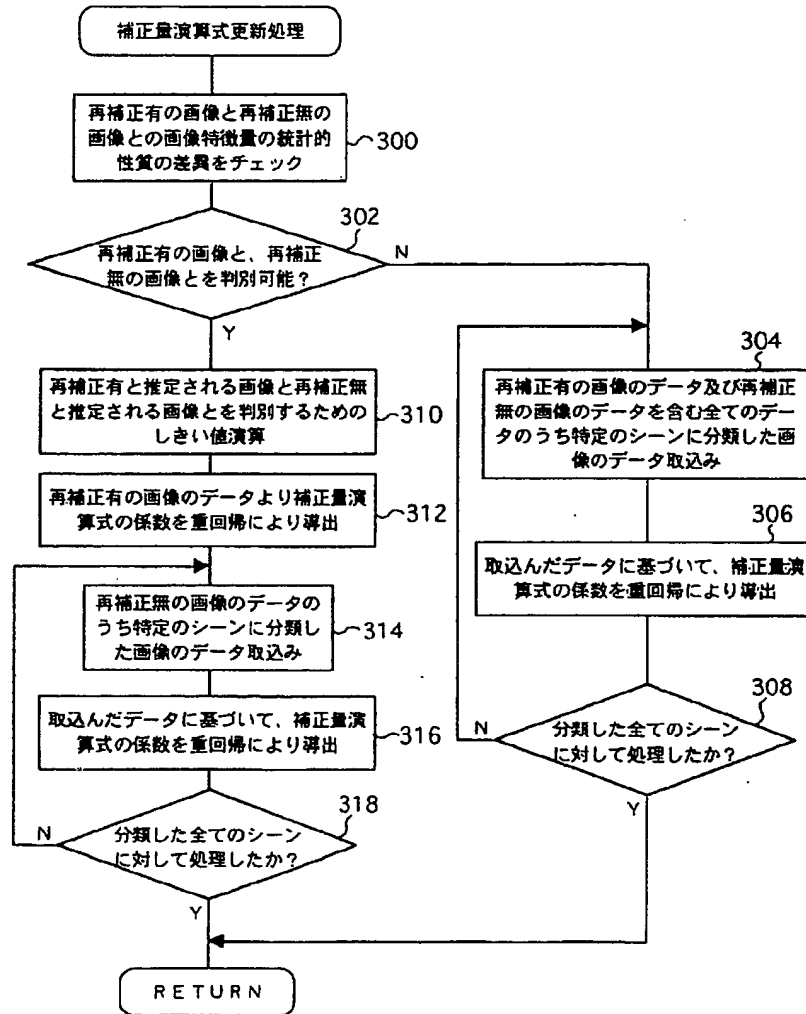 補正量演算式更新処理
再補正有の画像と再補正無の
画像との画像特徴量の統計的
性質の差異をチェック
300
302
再補正有の画像と、再補正
無の画像とを判別可能？
N
Y
310
再補正有と推定される画像と再補正無
と推定される画像とを判別するための
しきい値演算
312
再補正有の画像のデータより補正量演
算式の係数を重回帰により導出
314
再補正無の画像のデータの
うち特定のシーンに分類し
た画像のデータ取込み
316
取込んだデータに基づいて、補正量演
算式の係数を重回帰により導出
318
分類した全てのシーン
に対して処理したか？
N
Y
304
再補正有の画像のデータ及び再補正
無の画像のデータを含む全てのデー
タのうち特定のシーンに分類した画
像のデータ取込み
306
取込んだデータに基づいて、補正量演
算式の係数を重回帰により導出
308
分類した全てのシーン
に対して処理したか？
N
Y
RETURN